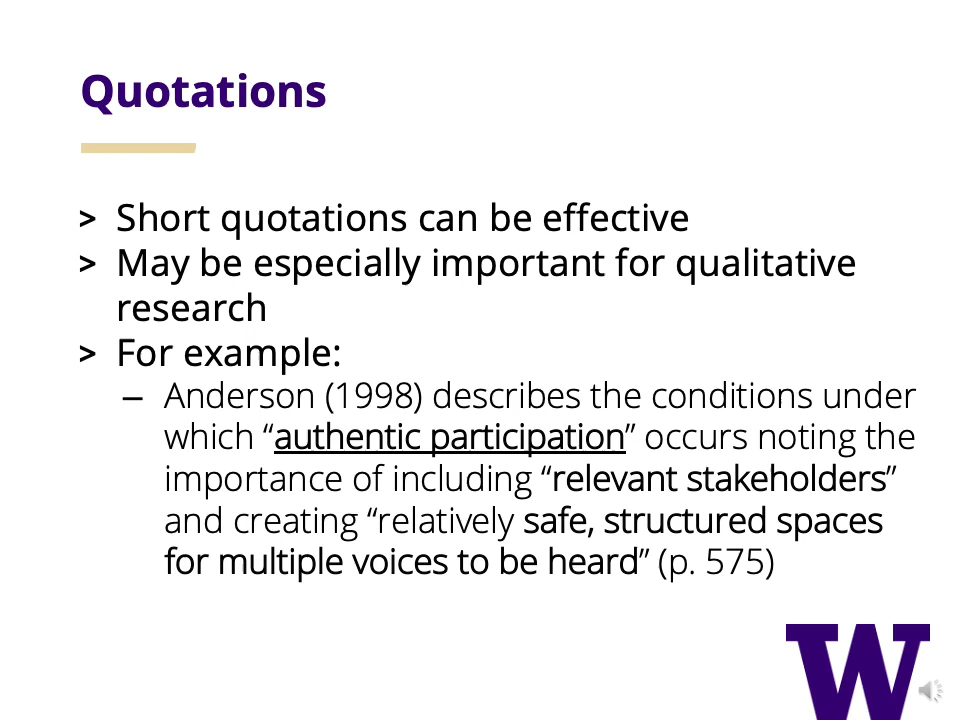 Quotations
> Short quotations can be effective
> May be especially important for qualitative
research
> For example:
– Anderson (1998) describes the conditions under
which “authentic participation” occurs noting the
importance of including “relevant stakeholders”
and creating “relatively safe, structured spaces
for multiple voices to be heard” (p. 575)
W